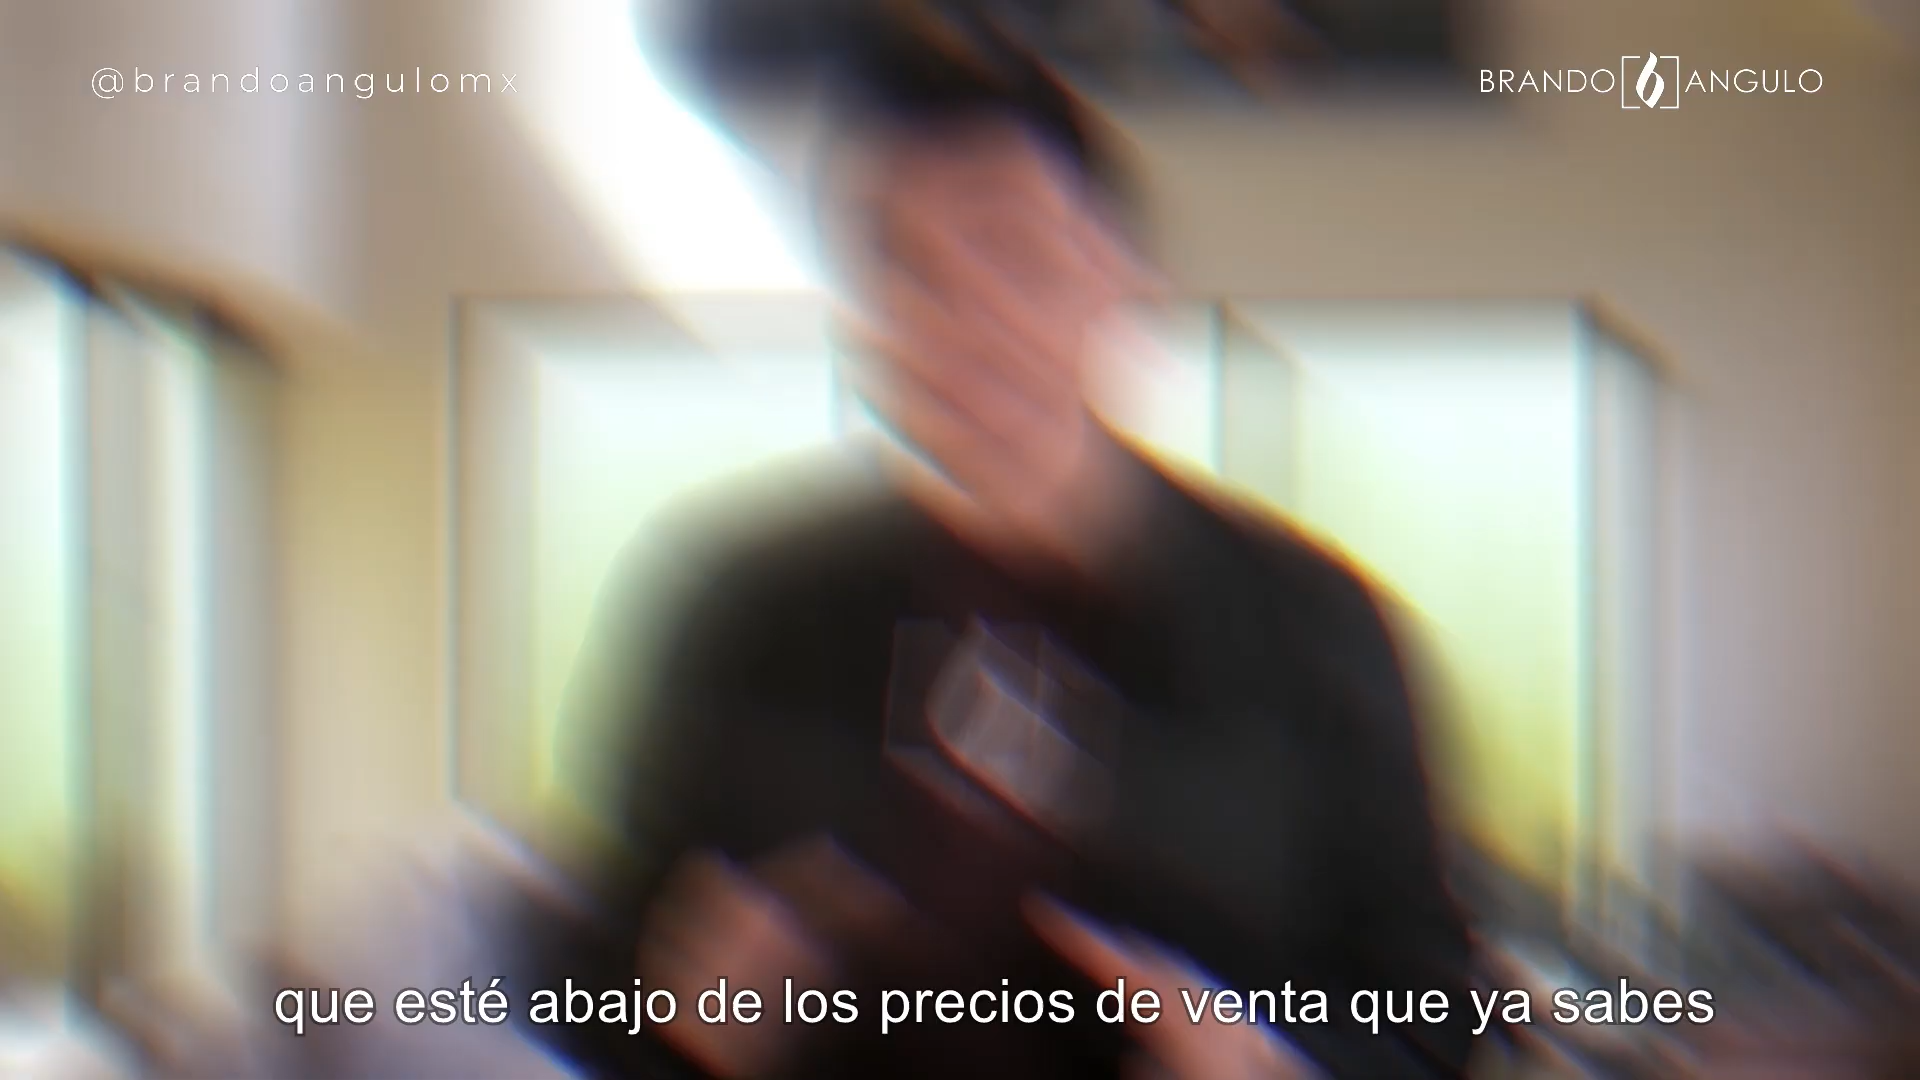 @brandoangulomx
BRANDO[b]ANGULO
que esté abajo de los precios de venta que ya sabes